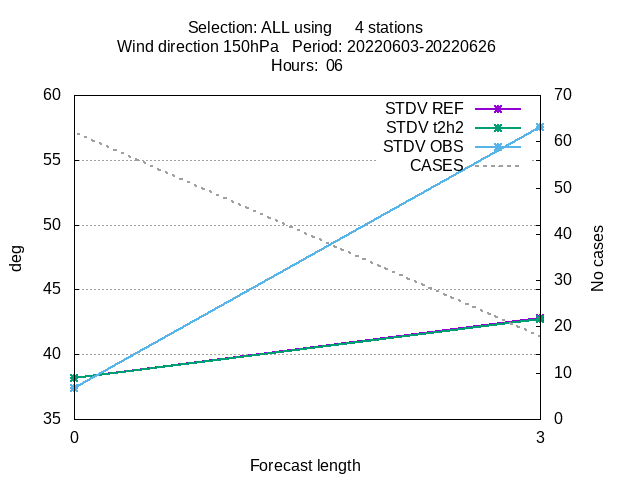 Selection: ALL using 4 stations
Wind direction 150hPa Period: 20220603-20220626
Hours: 06
60
55
50
45
40
35
70
60
50
40
30
20
10
0
STDV REF
STDV t2h2
STDV OBS
CASES
deg
No cases
0
3
Forecast length